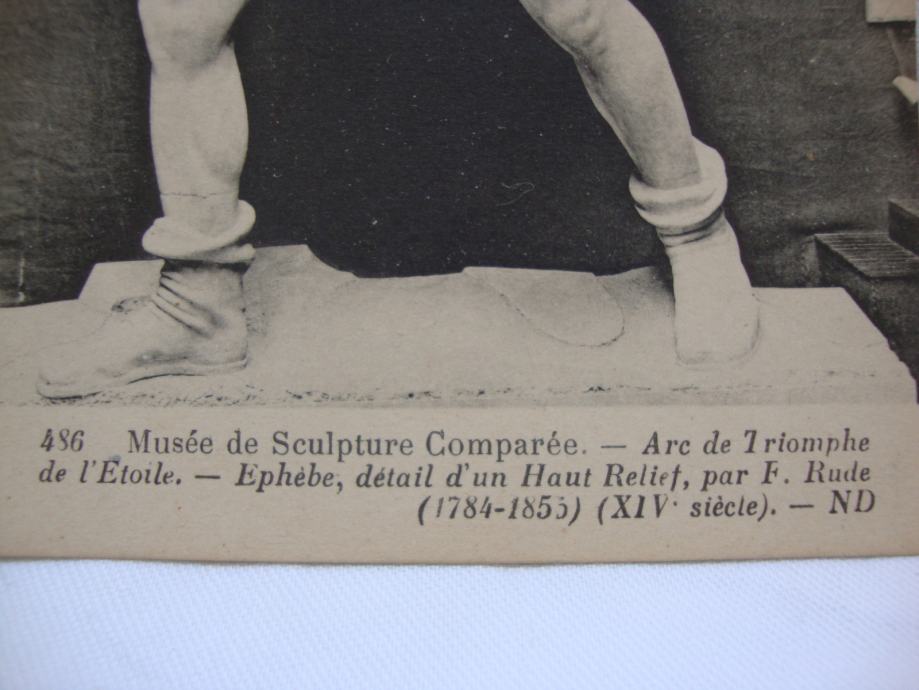 486 Musée de Sculpture Comparée. — Arc de Triomphe
de l'Etoile. — Ephèbe, détail d'un Haut Relief, par F. Rude
(1784-1855) (XIVᵉ siècle). — ND